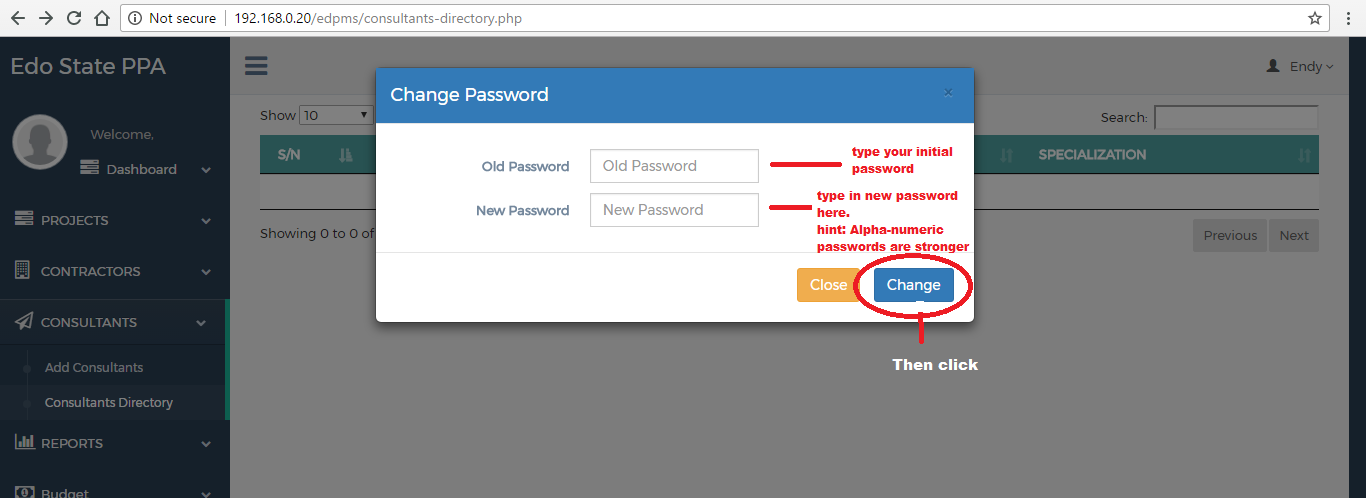 Not secure | 192.168.0.20/edpms/consultants-directory.php
Edo State PPA
Endy
Welcome,
Dashboard
PROJECTS
CONTRACTORS
CONSULTANTS
Add Consultants
Consultants Directory
REPORTS
Budget
Show 10
Search:
S/N
SPECIALIZATION
Showing 0 to 0 of
Previous
Next
Change Password
×
Old Password
Old Password
type your initial
password
New Password
New Password
type in new password
here.
hint: Alpha-numeric
passwords are stronger
Close
Change
Then click